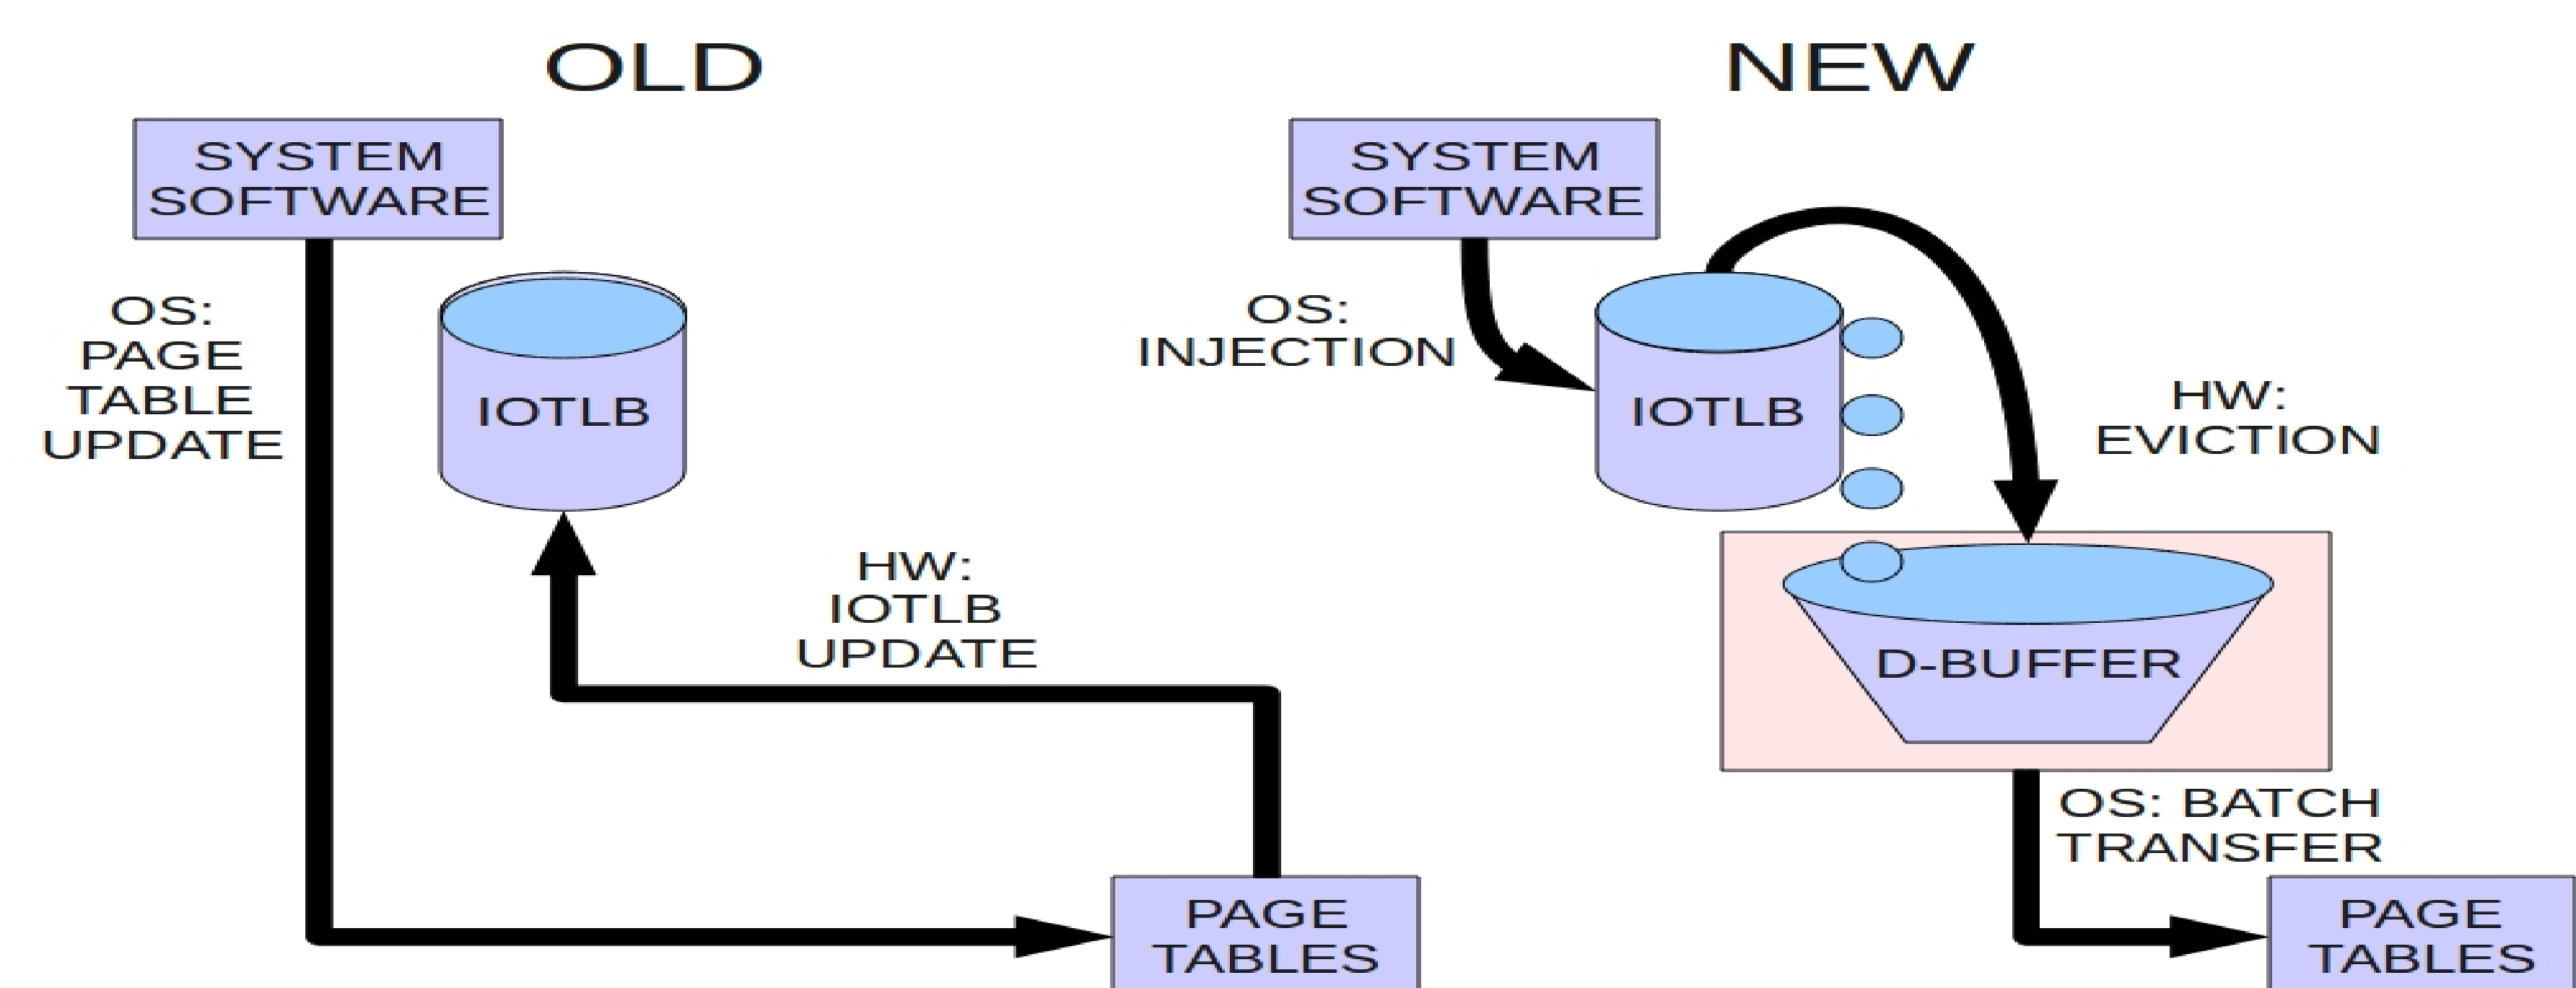 OLD
SYSTEM
SOFTWARE
OS:
PAGE
TABLE
UPDATE
IOTLB
HW:
IOTLB
UPDATE
PAGE
TABLES
NEW
SYSTEM
SOFTWARE
OS:
INJECTION
IOTLB
HW:
EVICTION
D-BUFFER
OS: BATCH
TRANSFER
PAGE
TABLES